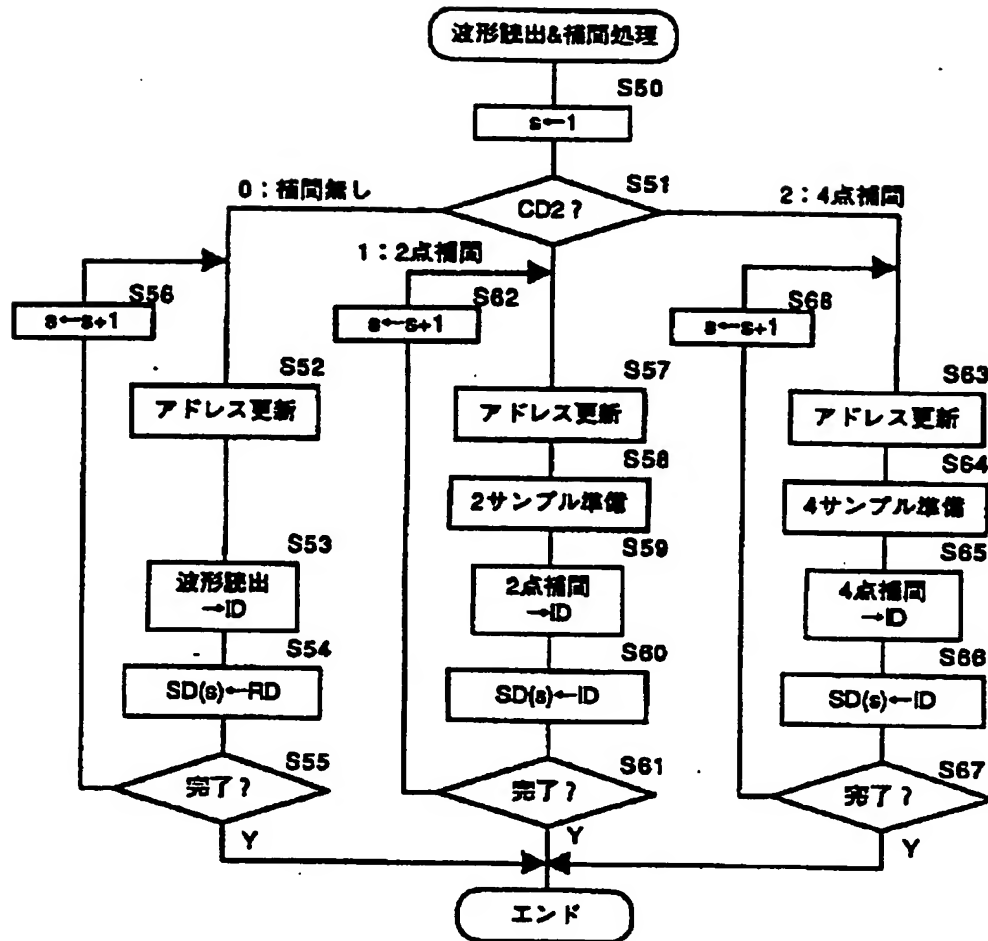 波形読出&補間処理
S50
s←1
S51
CD2?
0:補間無し
1:2点補間
2:4点補間
S56
s←s+1
S52
アドレス更新
S53
波形読出
→ID
S54
SD(s)←RD
S55
完了?
Y
S62
s←s+1
S57
アドレス更新
S58
2サンプル準備
S59
2点補間
→ID
S60
SD(s)←ID
S61
完了?
Y
S68
s←s+1
S63
アドレス更新
S64
4サンプル準備
S65
4点補間
→ID
S66
SD(s)←ID
S67
完了?
Y
エンド